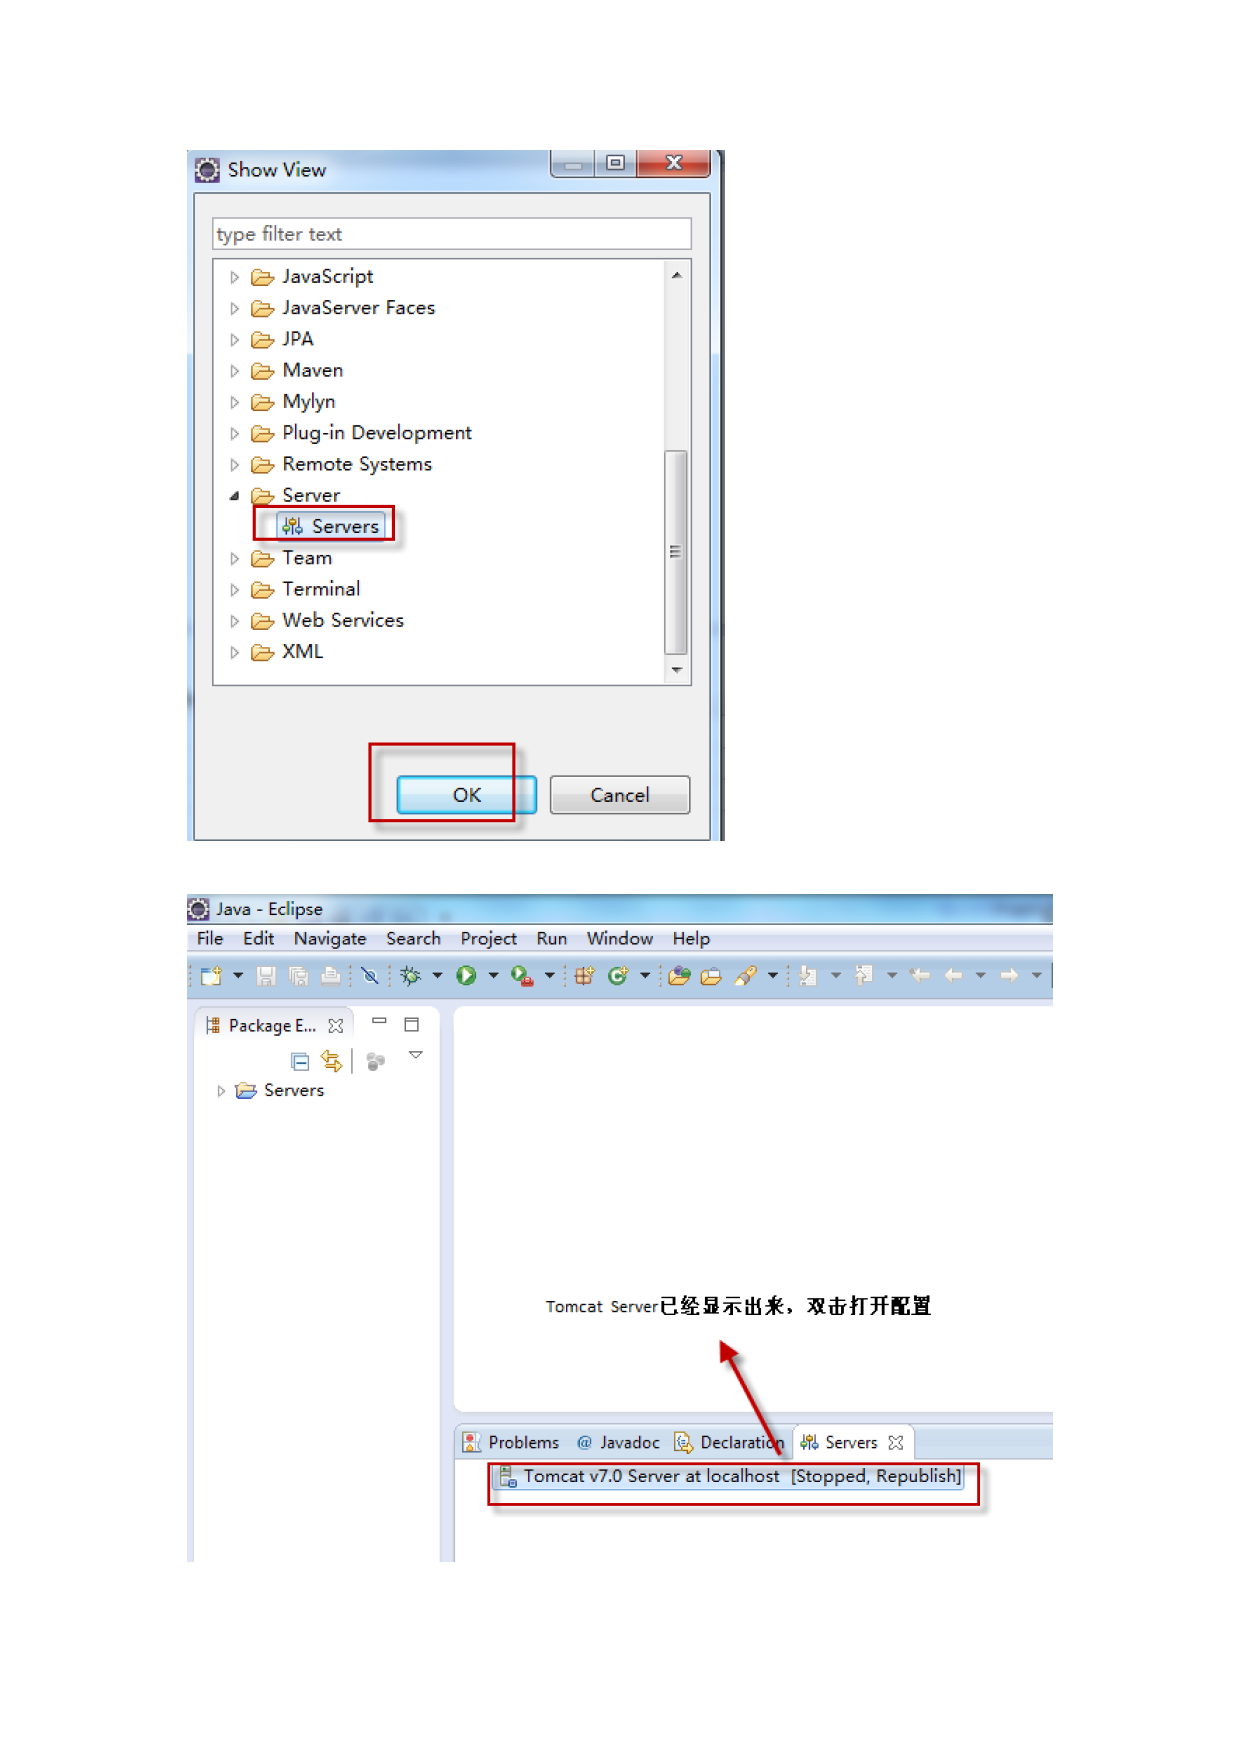 Show View
type filter text
JavaScript
JavaServer Faces
JPA
Maven
Mylyn
Plug-in Development
Remote Systems
Server
Servers
Team
Terminal
Web Services
XML
OK Cancel
Java - Eclipse
File Edit Navigate Search Project Run Window Help
Package E...
Servers
Tomcat Server已经显示出来，双击打开配置
Problems @ Javadoc Declaration Servers
Tomcat v7.0 Server at localhost [Stopped, Republish]